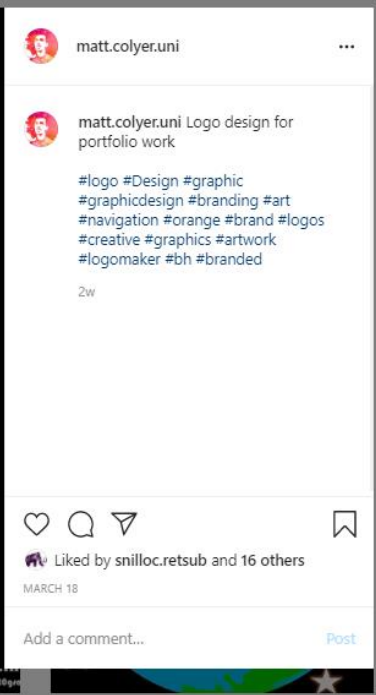 matt.colyer.uni
matt.colyer.uni Logo design for
portfolio work
#logo #Design #graphic
#graphicdesign #branding #art
#navigation #orange #brand #logos
#creative #graphics #artwork
#logomaker #bh #branded
2w
Liked by snilloc.retsub and 16 others
MARCH 18
Add a comment...
Post